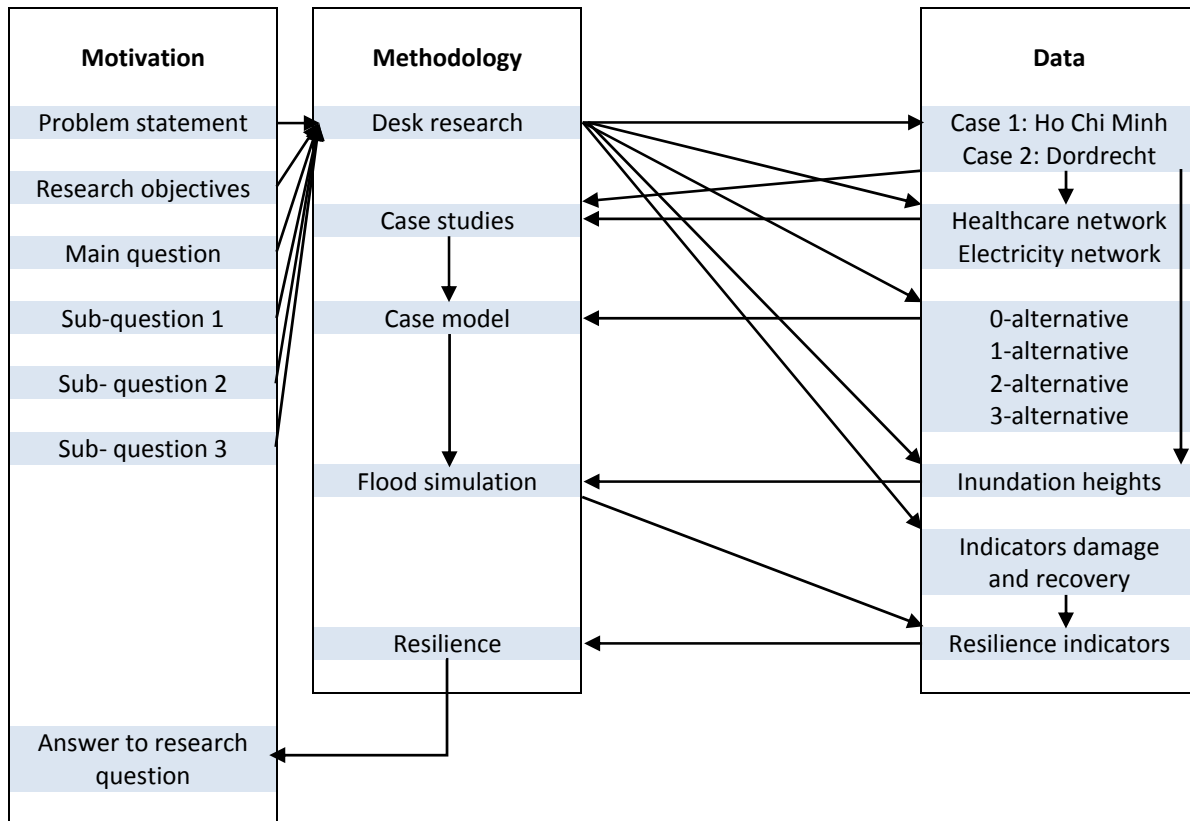 Motivation
Problem statement
Research objectives
Main question
Sub-question 1
Sub- question 2
Sub- question 3
Answer to research
question
Methodology
Desk research
Case studies
Case model
Flood simulation
Resilience
Data
Case 1: Ho Chi Minh
Case 2: Dordrecht
Healthcare network
Electricity network
0-alternative
1-alternative
2-alternative
3-alternative
Inundation heights
Indicators damage
and recovery
Resilience indicators